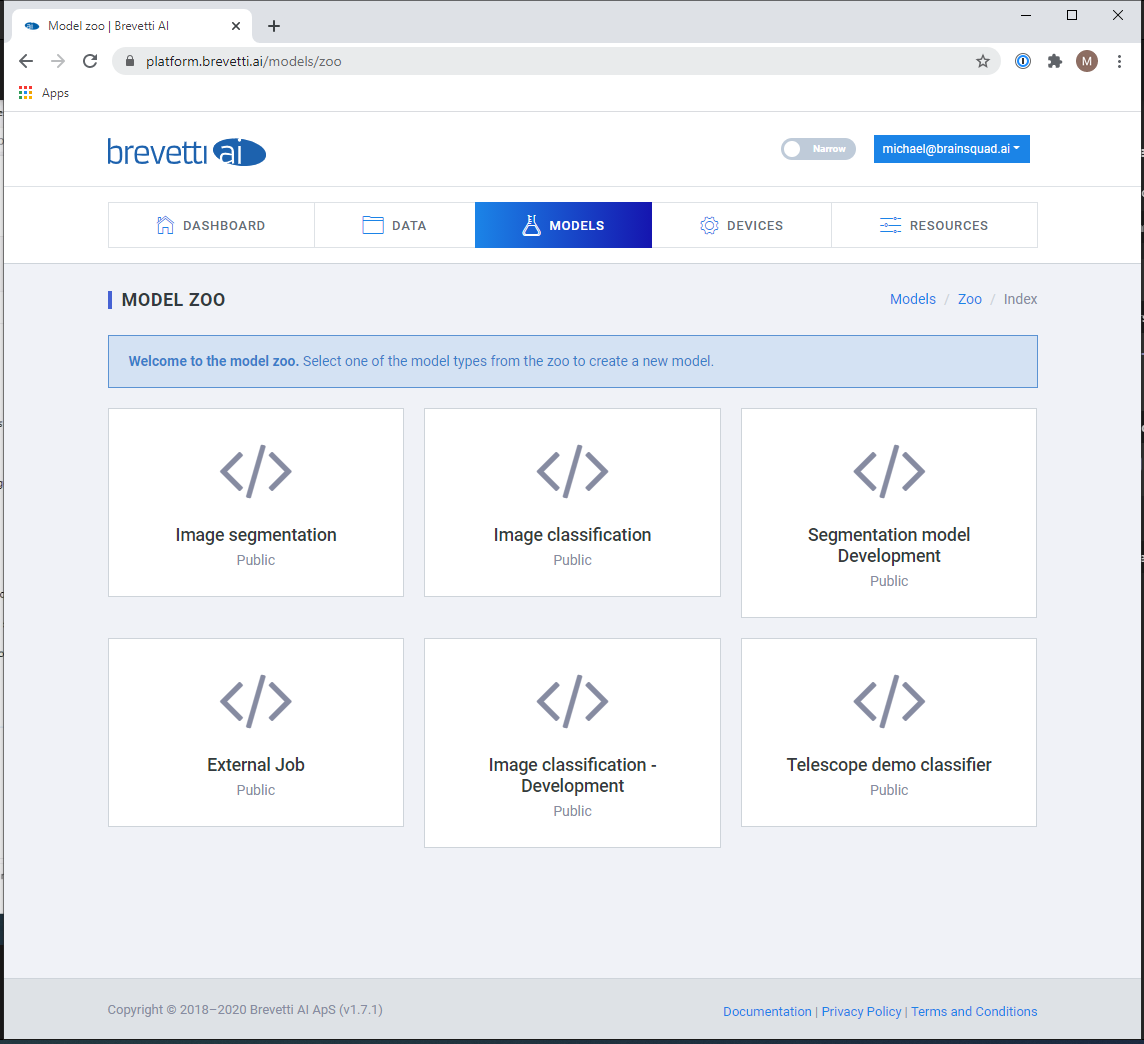 Model zoo | Brevetti AI
platform.brevetti.ai/models/zoo
M
Apps
brevetti ai
Narrow
michael@brainsquad.ai
DASHBOARD
DATA
MODELS
DEVICES
RESOURCES
MODEL ZOO
Models / Zoo / Index
Welcome to the model zoo. Select one of the model types from the zoo to create a new model.
Image segmentation
Public
Image classification
Public
Segmentation model
Development
Public
External Job
Public
Image classification -
Development
Public
Telescope demo classifier
Public
Copyright © 2018–2020 Brevetti AI ApS (v1.7.1)
Documentation | Privacy Policy | Terms and Conditions